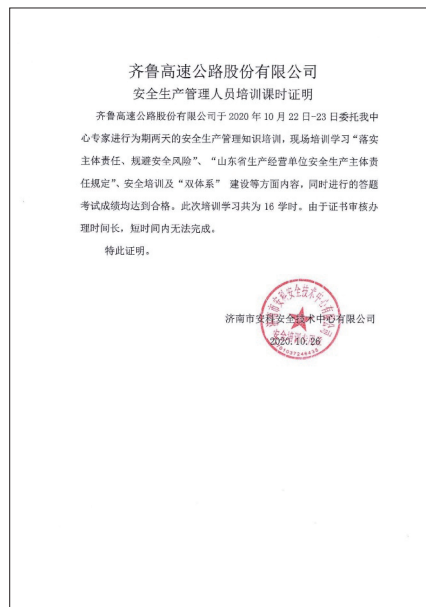 齐鲁高速公路股份有限公司
安全生产管理人员培训课时证明
齐鲁高速公路股份有限公司于 2020 年 10 月 22 日-23 日委托我中
心专家进行为期两天的安全生产管理知识培训，现场培训学习“落实
主体责任、规避安全风险”、“山东省生产经营单位安全生产主体责
任规定”、安全培训及“双体系” 建设等方面内容，同时进行的答题
考试成绩均达到合格。此次培训学习共为 16 学时。由于证书审核办
理时间长，短时间内无法完成。
特此证明。
济南市安科安全技术中心有限公司
2020.10.26